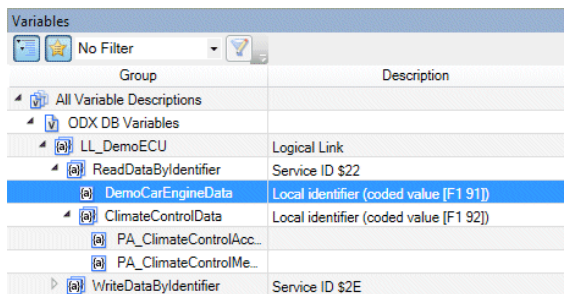 Variables
No Filter
Group Description
All Variable Descriptions
ODX DB Variables
LL_DemoECU Logical Link
ReadDataByIdentifier Service ID $22
DemoCarEngineData Local identifier (coded value [F1 91])
ClimateControlData Local identifier (coded value [F1 92])
PA_ClimateControlAcc...
PA_ClimateControlMe...
WriteDataByIdentifier Service ID $2E